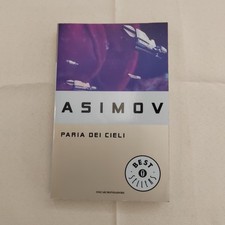 ASIMOV
PARIA DEI CIELI
BEST
SELLERS